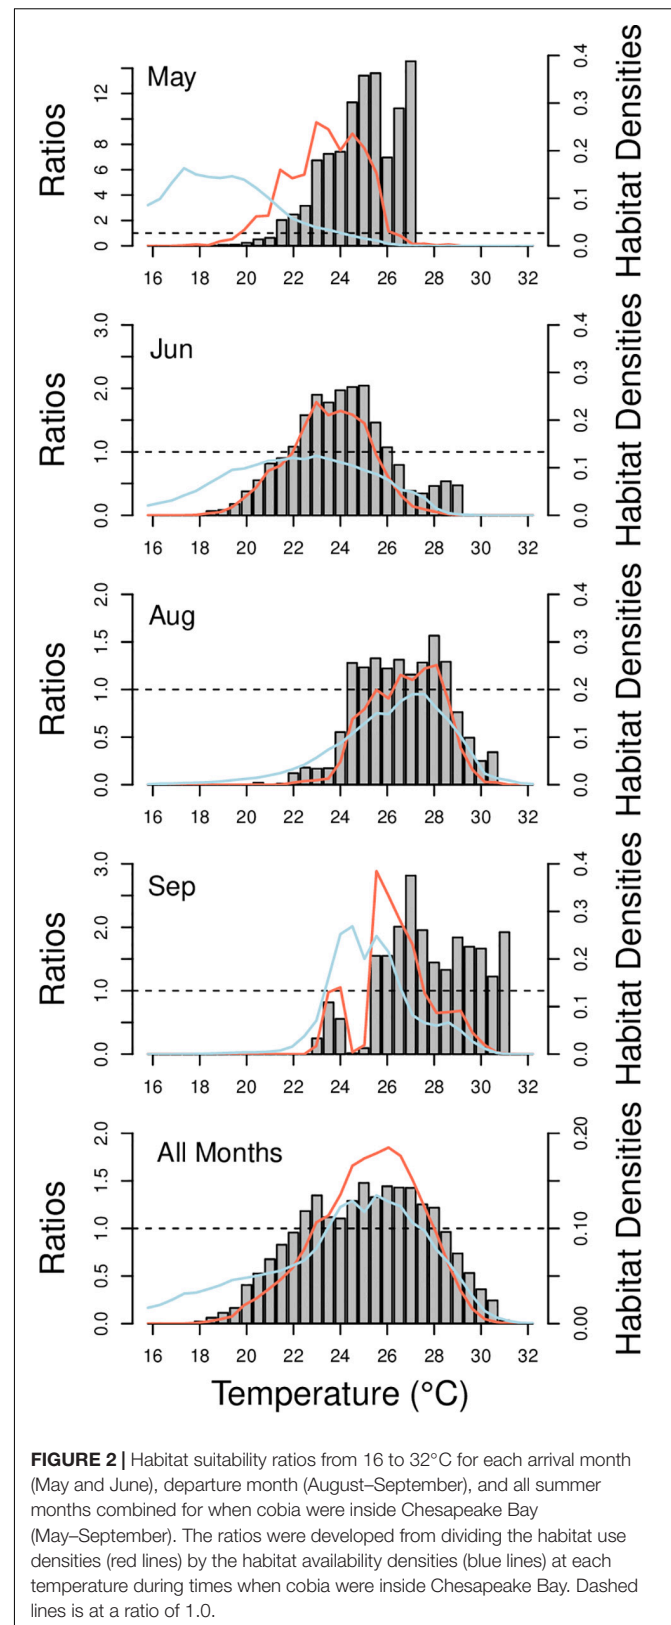 May
Ratios
0 2 4 6 8 12
0.0 0.1 0.2 0.3 0.4
Habitat Densities
16 18 20 22 24 26 28 30 32
Jun
Ratios
0.0 1.0 2.0 3.0
0.0 0.1 0.2 0.3 0.4
Habitat Densities
16 18 20 22 24 26 28 30 32
Aug
Ratios
0.0 0.5 1.0 1.5 2.0
0.0 0.1 0.2 0.3 0.4
Habitat Densities
16 18 20 22 24 26 28 30 32
Sep
Ratios
0.0 1.0 2.0 3.0
0.0 0.1 0.2 0.3 0.4
Habitat Densities
16 18 20 22 24 26 28 30 32
All Months
Ratios
0.0 0.5 1.0 1.5 2.0
0.00 0.10 0.20
Habitat Densities
16 18 20 22 24 26 28 30 32
Temperature (°C)
FIGURE 2 | Habitat suitability ratios from 16 to 32°C for each arrival month
(May and June), departure month (August–September), and all summer
months combined for when cobia were inside Chesapeake Bay
(May–September). The ratios were developed from dividing the habitat use
densities (red lines) by the habitat availability densities (blue lines) at each
temperature during times when cobia were inside Chesapeake Bay. Dashed
lines is at a ratio of 1.0.